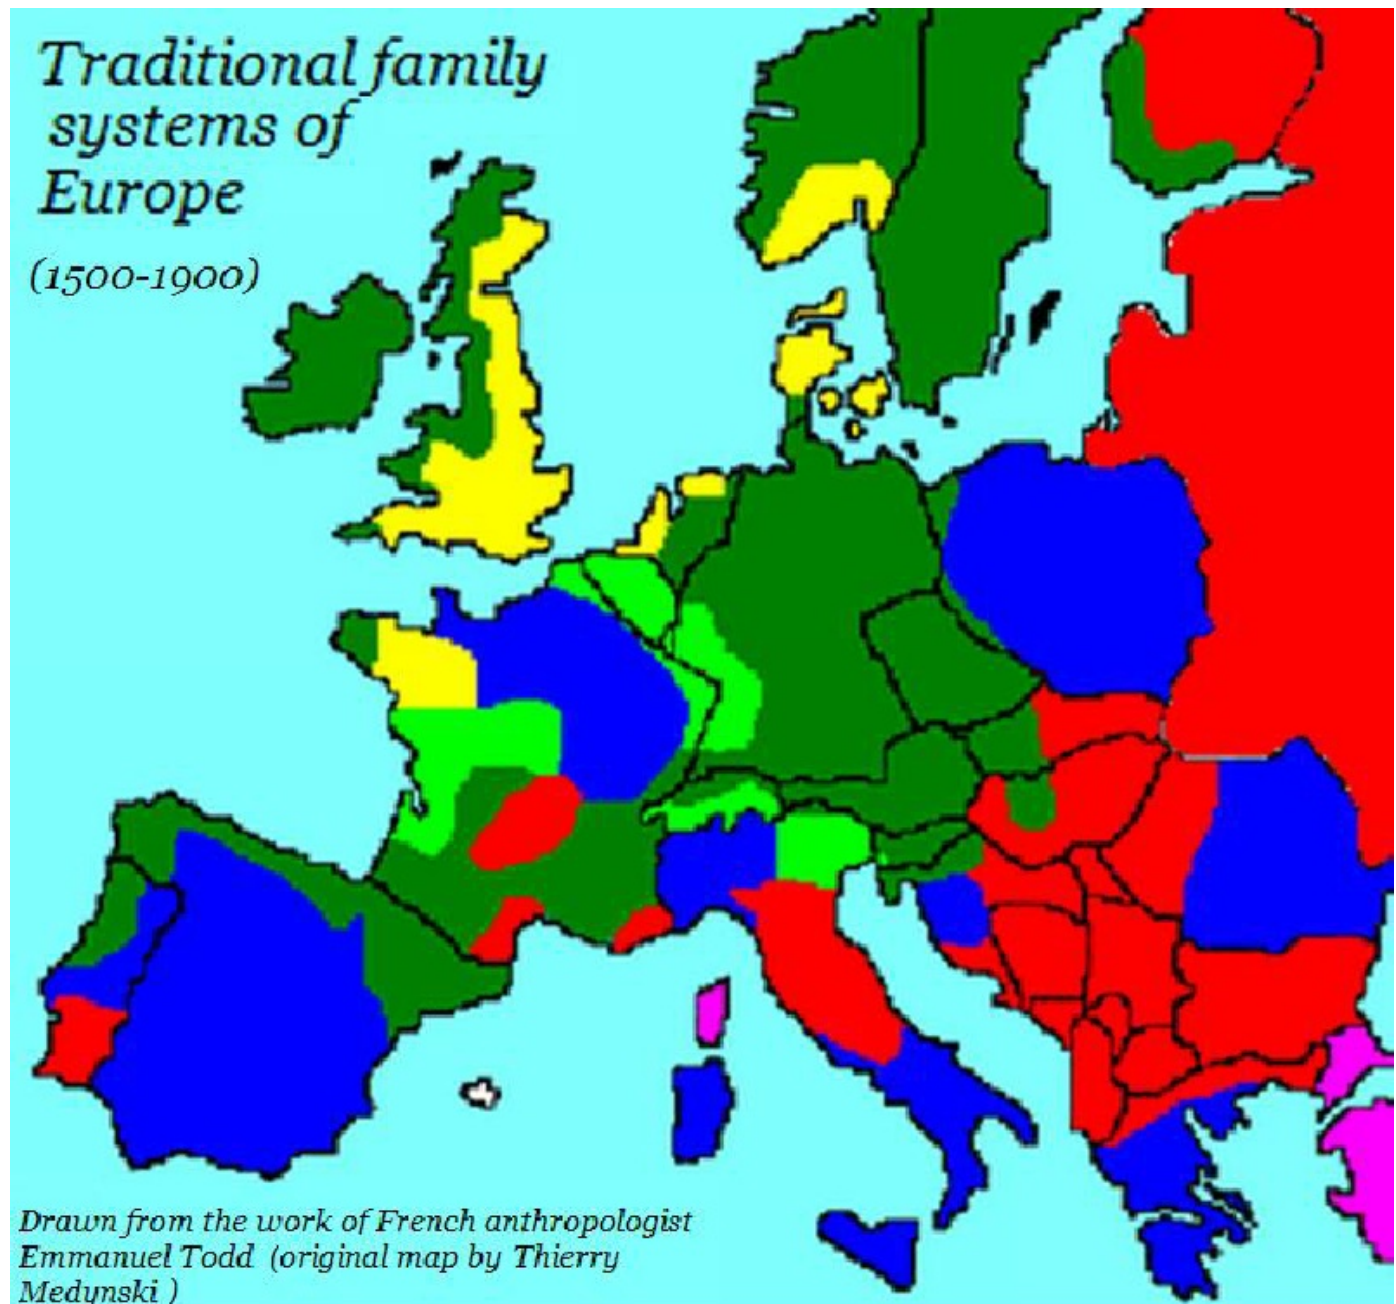 Traditional family
systems of
Europe
(1500-1900)
Drawn from the work of French anthropologist
Emmanuel Todd (original map by Thierry
Medynski )